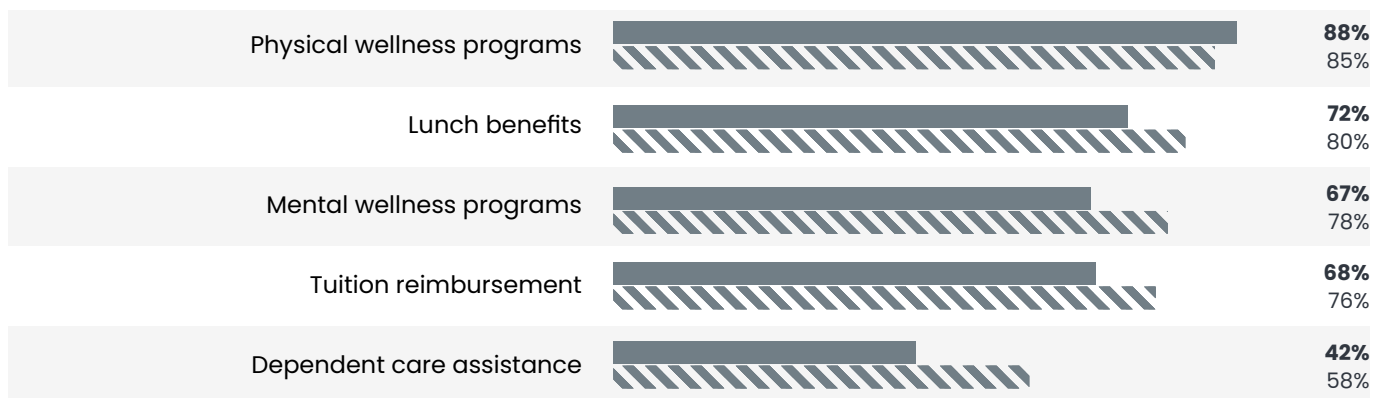 Physical wellness programs
88%
85%
Lunch benefits
72%
80%
Mental wellness programs
67%
78%
Tuition reimbursement
68%
76%
Dependent care assistance
42%
58%